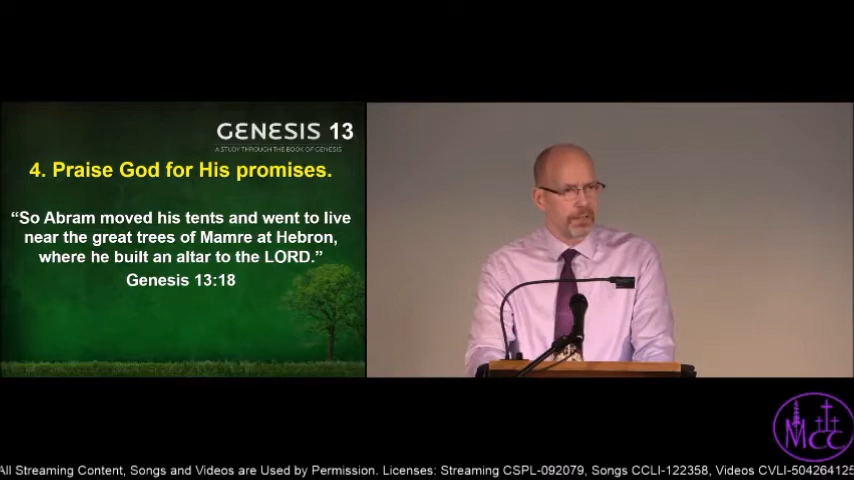 GENESIS 13
A STUDY THROUGH THE BOOK OF GENESIS
4. Praise God for His promises.
“So Abram moved his tents and went to live
near the great trees of Mamre at Hebron,
where he built an altar to the LORD.”
Genesis 13:18
MCC
All Streaming Content, Songs and Videos are Used by Permission. Licenses: Streaming CSPL-092079, Songs CCLI-122358, Videos CVLI-504264125